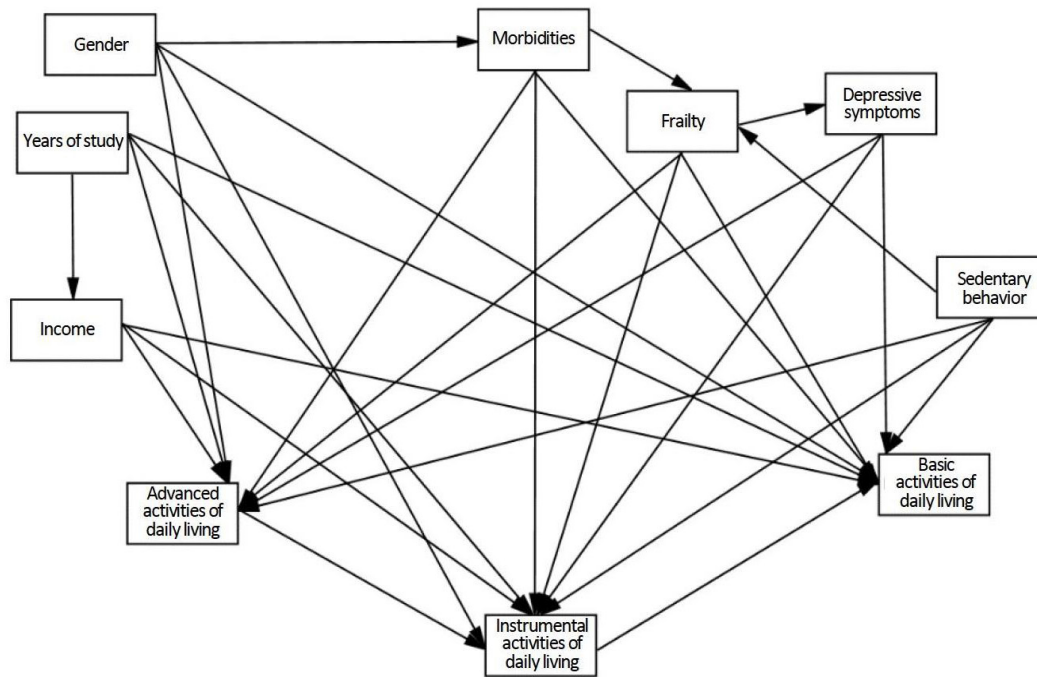 Gender
Morbidities
Frailty
Depressive
symptoms
Years of study
Sedentary
behavior
Income
Advanced
activities of
daily living
Basic
activities of
daily living
Instrumental
activities of
daily living